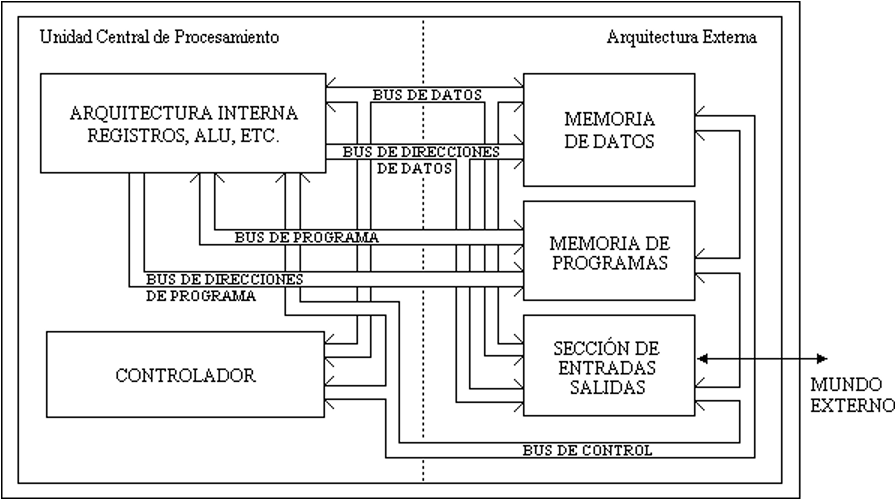 Unidad Central de Procesamiento
Arquitectura Externa
ARQUITECTURA INTERNA
REGISTROS, ALU, ETC.
BUS DE DATOS
MEMORIA
DE DATOS
BUS DE DIRECCIONES
DE DATOS
BUS DE PROGRAMA
MEMORIA DE
PROGRAMAS
BUS DE DIRECCIONES
DE PROGRAMA
CONTROLADOR
SECCIÓN DE
ENTRADAS
SALIDAS
MUNDO
EXTERNO
BUS DE CONTROL